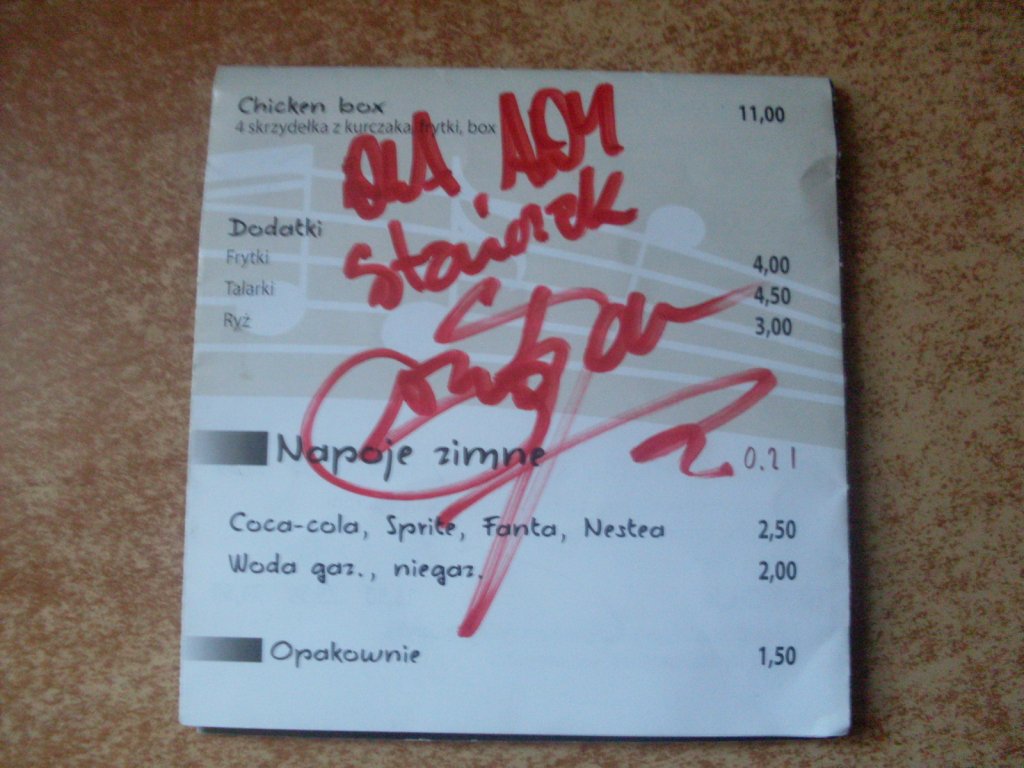 Chicken box 11,00
4 skrzydełka z kurczaka, frytki, box
DLA ADY
Dodatki
Frytki 4,00
Talarki 4,50
Ryż 3,00
Napoje zimne 0.2 l
Coca-cola, Sprite, Fanta, Nestea 2,50
Woda gaz., niegaz. 2,00
Opakownie 1,50